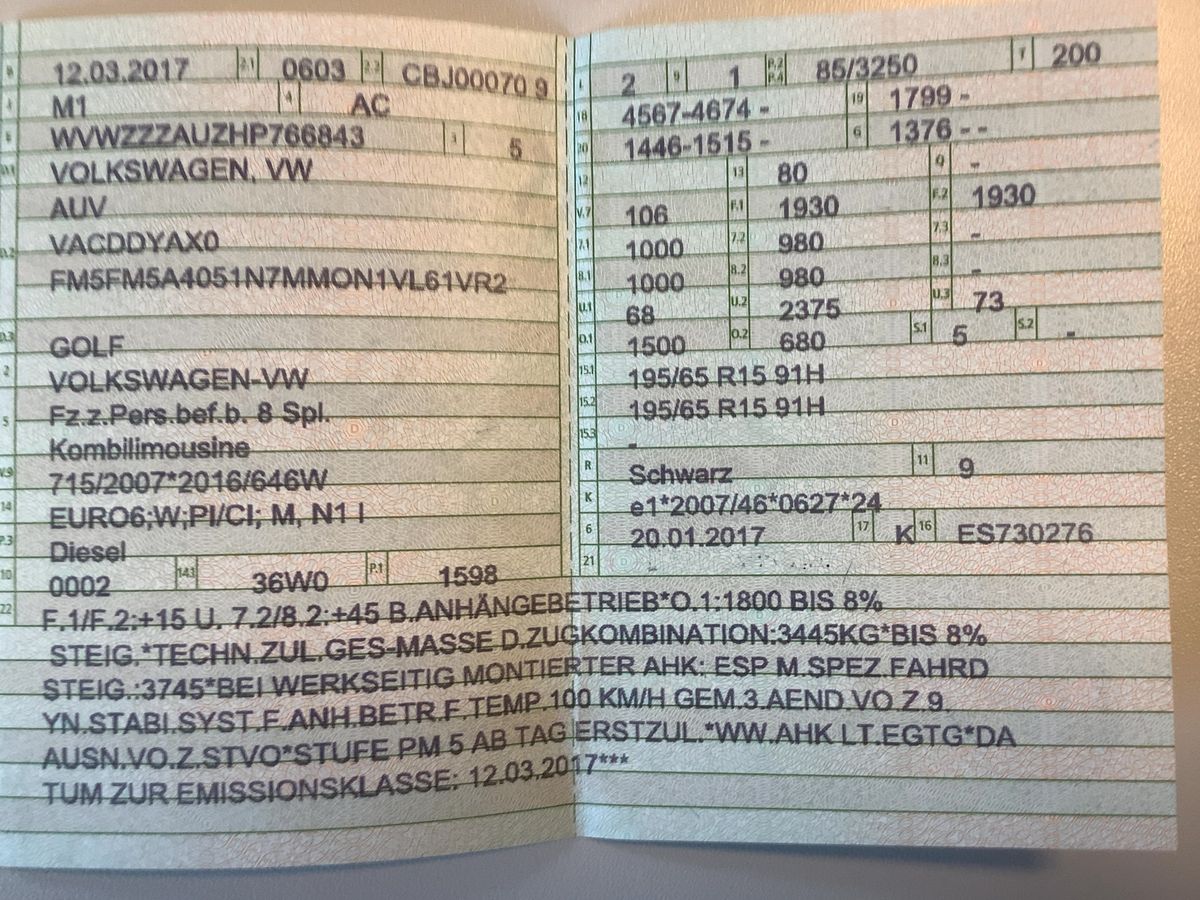 B 12.03.2017 2.1 0603 2.2 CBJ00070 9
J M1 4 AC
E WVWZZZAUZHP766843 3 5
D.1 VOLKSWAGEN, VW
AUV
D.2 VACDDYAX0
FM5FM5A4051N7MMON1VL61VR2
D.3 GOLF
2 VOLKSWAGEN-VW
5 Fz.z.Pers.bef.b. 8 Spl.
Kombilimousine
V.9 715/2007*2016/646W
14 EURO6;W;PI/CI; M, N1 I
P.3 Diesel
10 0002 14.1 36W0 P.1 1598
L 2 9 1 P.2 P.4 85/3250 T 200
18 4567-4674 - 19 1799 -
20 1446-1515 - G 1376 - -
12 13 80 Q -
V.7 106 F.1 1930 F.2 1930
7.1 1000 7.2 980 7.3 -
8.1 1000 8.2 980 8.3 -
U.1 68 U.2 2375 U.3 73
O.1 1500 O.2 680 S.1 5 S.2 -
15.1 195/65 R15 91H
15.2 195/65 R15 91H
15.3 -
R Schwarz 11 9
K e1*2007/46*0627*24
6 20.01.2017 17 K 16 ES730276
21
22 F.1/F.2:+15 U. 7.2/8.2:+45 B.ANHÄNGEBETRIEB*O.1:1800 BIS 8%
STEIG.*TECHN.ZUL.GES-MASSE D.ZUGKOMBINATION:3445KG*BIS 8%
STEIG.:3745*BEI WERKSEITIG MONTIERTER AHK: ESP M.SPEZ.FAHRD
YN.STABI.SYST.F.ANH.BETR.F.TEMP.100 KM/H GEM.3.AEND.VO.Z.9.
AUSN.VO.Z.STVO*STUFE PM 5 AB TAG ERSTZUL.*WW.AHK LT.EGTG*DA
TUM ZUR EMISSIONSKLASSE: 12.03.2017***